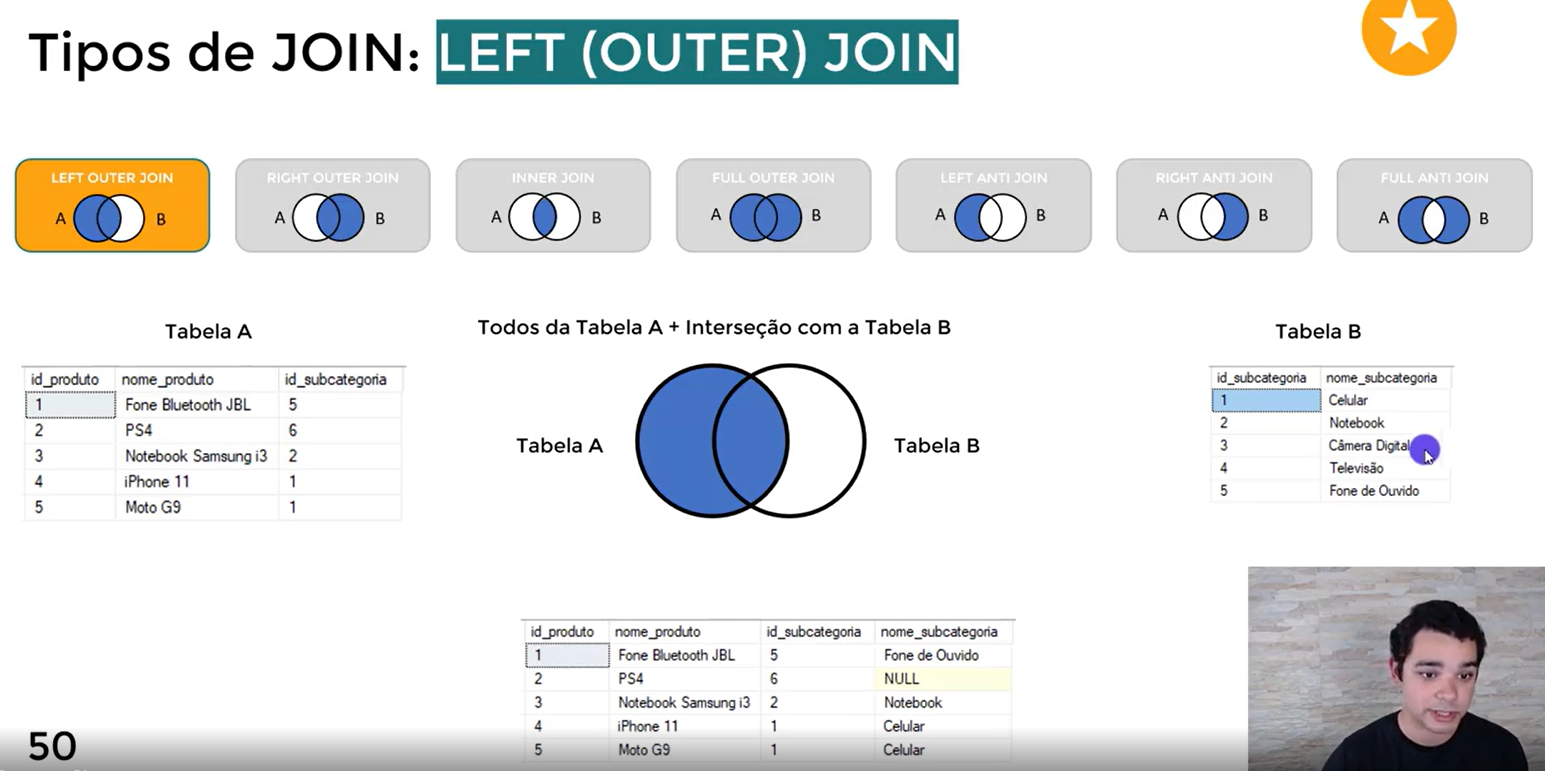 Tipos de JOIN: LEFT (OUTER) JOIN
LEFT OUTER JOIN
A B
RIGHT OUTER JOIN
A B
INNER JOIN
A B
FULL OUTER JOIN
A B
LEFT ANTI JOIN
A B
RIGHT ANTI JOIN
A B
FULL ANTI JOIN
A B
Tabela A
id_produto nome_produto id_subcategoria
1 Fone Bluetooth JBL 5
2 PS4 6
3 Notebook Samsung i3 2
4 iPhone 11 1
5 Moto G9 1
Todos da Tabela A + Interseção com a Tabela B
Tabela A
Tabela B
Tabela B
id_subcategoria nome_subcategoria
1 Celular
2 Notebook
3 Câmera Digital
4 Televisão
5 Fone de Ouvido
id_produto nome_produto id_subcategoria nome_subcategoria
1 Fone Bluetooth JBL 5 Fone de Ouvido
2 PS4 6 NULL
3 Notebook Samsung i3 2 Notebook
4 iPhone 11 1 Celular
5 Moto G9 1 Celular
50